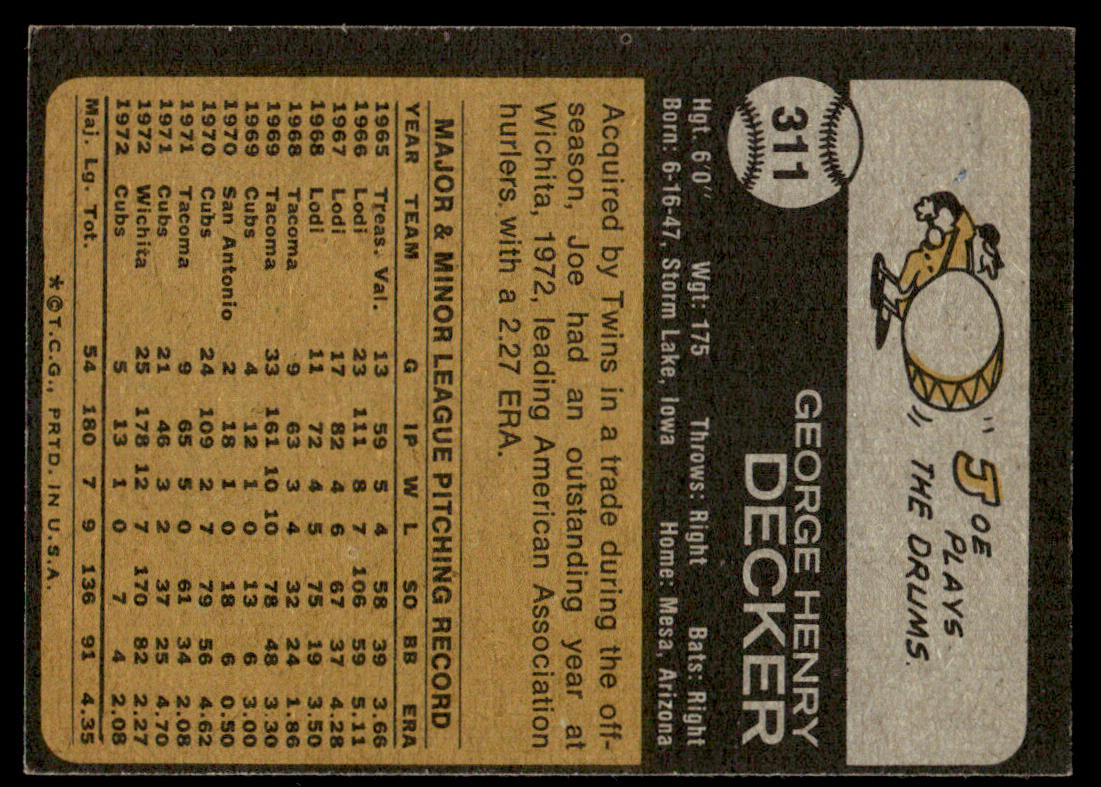 "JOE
PLAYS
THE DRUMS."
311
GEORGE HENRY
DECKER
Hgt. 6'0" Wgt: 175 Throws: Right Bats: Right
Born: 6-16-47, Storm Lake, Iowa Home: Mesa, Arizona
Acquired by Twins in a trade during the off-
season, Joe had an outstanding year at
Wichita, 1972, leading American Association
hurlers with a 2.27 ERA.
MAJOR & MINOR LEAGUE PITCHING RECORD
YEAR TEAM G IP W L SO BB ERA
1965 Treas. Val. 13 59 5 4 58 39 3.66
1966 Lodi 23 111 8 7 106 59 5.11
1967 Lodi 17 82 4 6 67 37 4.28
1968 Lodi 11 72 4 5 75 19 3.50
1968 Tacoma 9 63 3 4 32 24 1.86
1969 Tacoma 33 161 10 10 78 48 3.30
1969 Cubs 4 12 1 0 13 6 3.00
1970 San Antonio 2 18 1 0 18 6 0.50
1970 Cubs 24 109 2 7 79 56 4.62
1971 Tacoma 9 65 5 0 61 34 2.08
1971 Cubs 21 46 3 2 37 25 4.70
1972 Wichita 25 178 12 7 170 82 2.27
1972 Cubs 5 13 1 0 7 4 2.08
Maj. Lg. Tot. 54 180 7 9 136 91 4.35
*©T.C.G., PRTD. IN U.S.A.